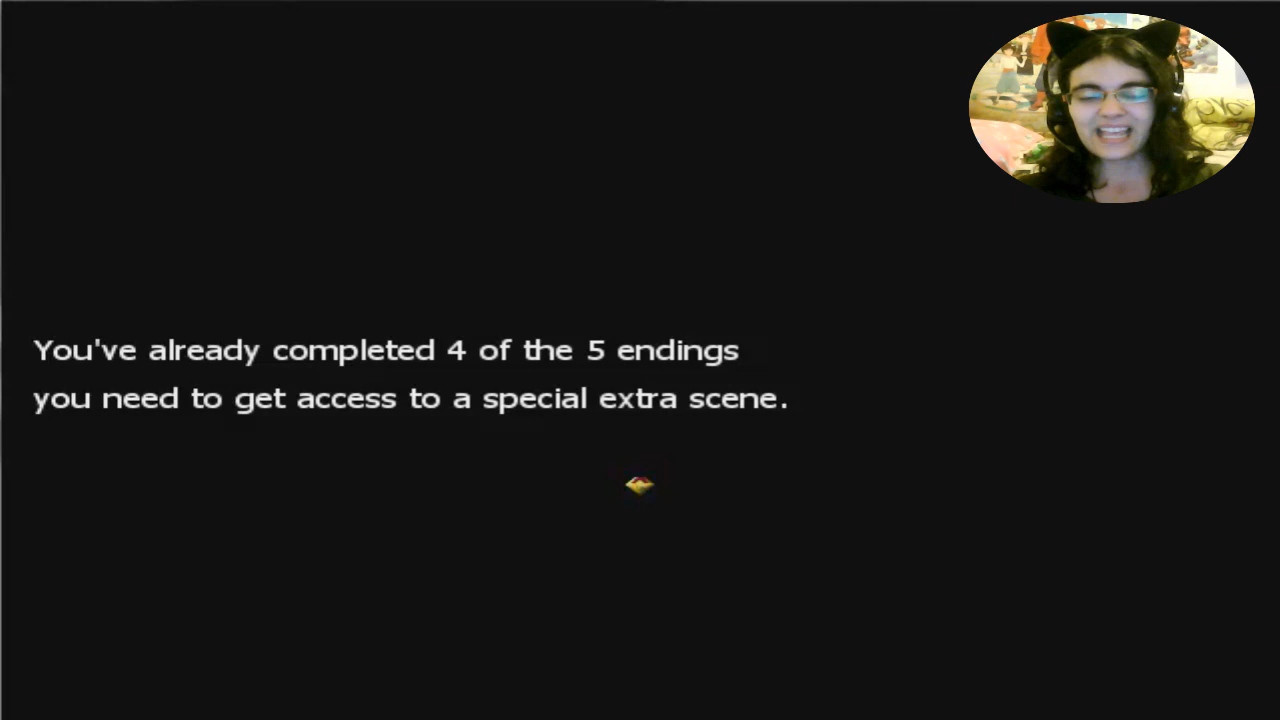 You've already completed 4 of the 5 endings
you need to get access to a special extra scene.